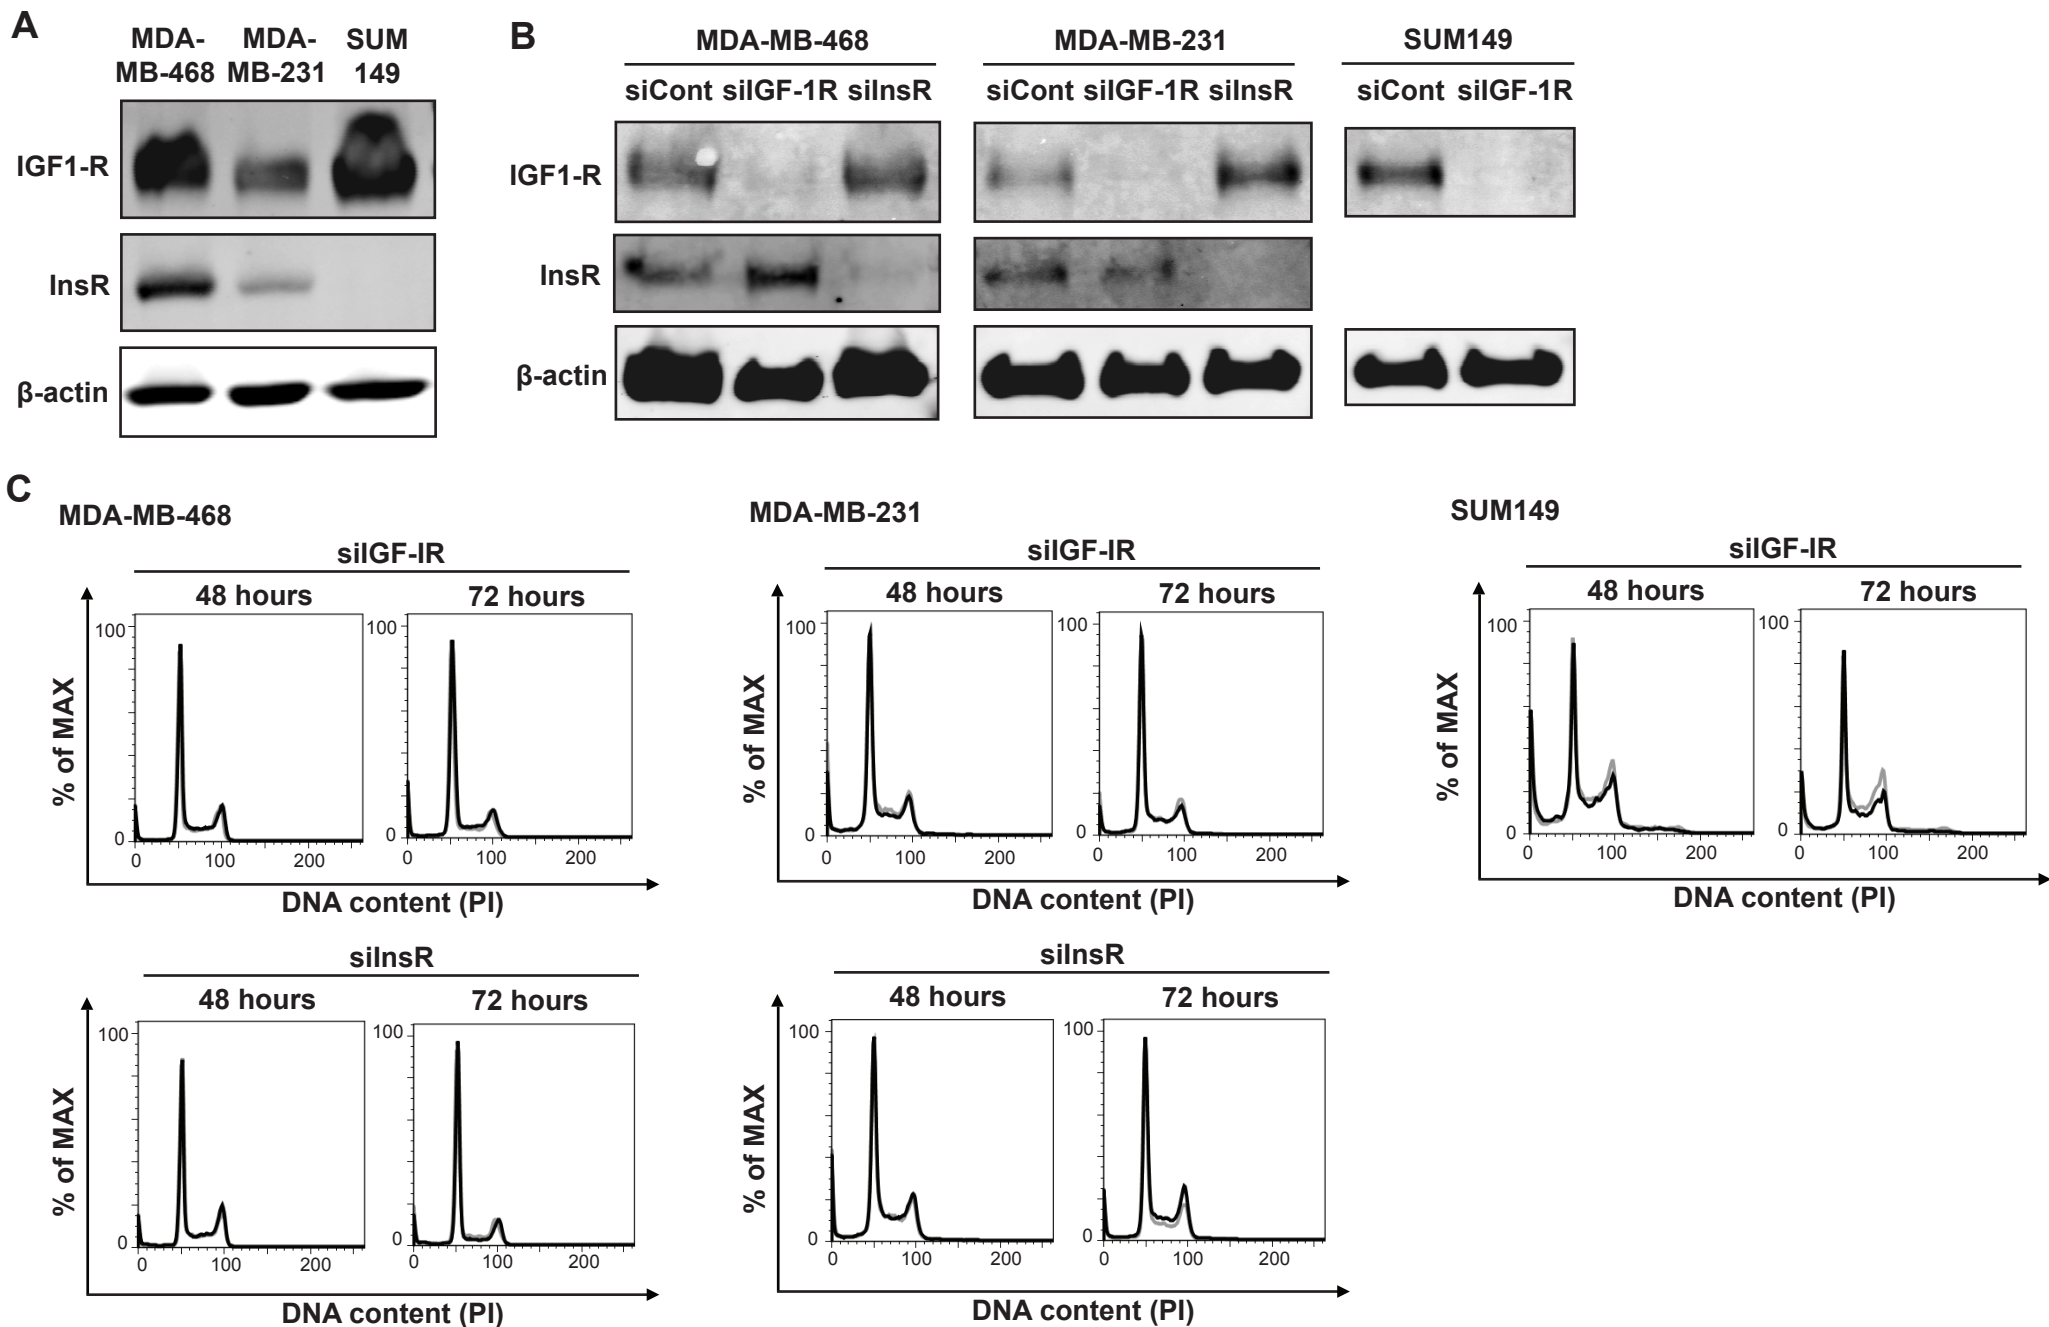 A
MDA-
MB-468
MDA-
MB-231
SUM
149
IGF1-R
InsR
β-actin
B
MDA-MB-468
MDA-MB-231
SUM149
siCont siIGF-1R siInsR
siCont siIGF-1R siInsR
siCont siIGF-1R
IGF1-R
InsR
β-actin
C
MDA-MB-468
siIGF-IR
48 hours
72 hours
% of MAX
100
0
0 100 200
100
0
0 100 200
DNA content (PI)
MDA-MB-231
siIGF-IR
48 hours
72 hours
% of MAX
100
0
0 100 200
100
0
0 100 200
DNA content (PI)
SUM149
siIGF-IR
48 hours
72 hours
% of MAX
100
0
0 100 200
100
0
0 100 200
DNA content (PI)
siInsR
48 hours
72 hours
% of MAX
100
0
0 100 200
100
0
0 100 200
DNA content (PI)
siInsR
48 hours
72 hours
% of MAX
100
0
0 100 200
100
0
0 100 200
DNA content (PI)